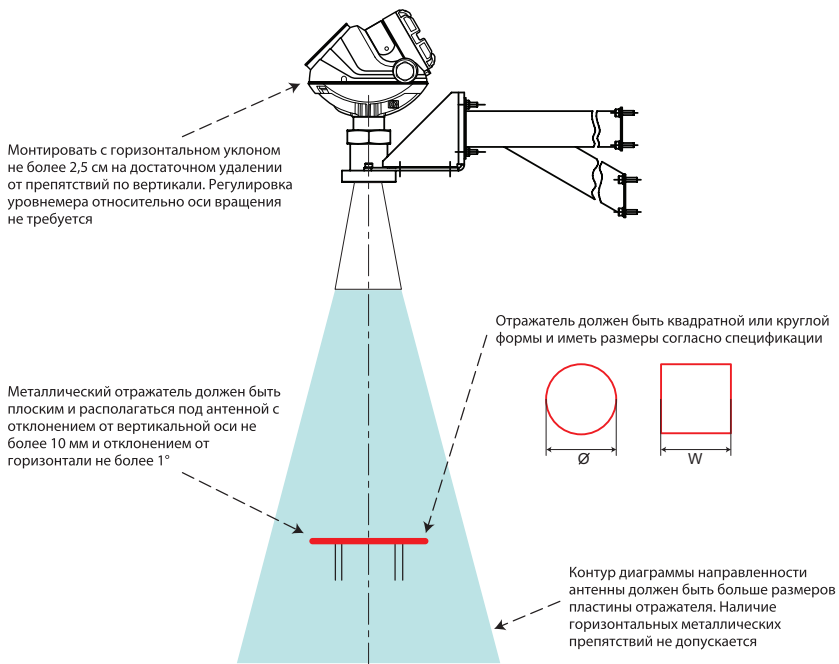 Монтировать с горизонтальном уклоном
не более 2,5 см на достаточном удалении
от препятствий по вертикали. Регулировка
уровнемера относительно оси вращения
не требуется
Отражатель должен быть квадратной или круглой
формы и иметь размеры согласно спецификации
Ø
W
Металлический отражатель должен быть
плоским и располагаться под антенной с
отклонением от вертикальной оси не
более 10 мм и отклонением от
горизонтали не более 1°
Контур диаграммы направленности
антенны должен быть больше размеров
пластины отражателя. Наличие
горизонтальных металлических
препятствий не допускается